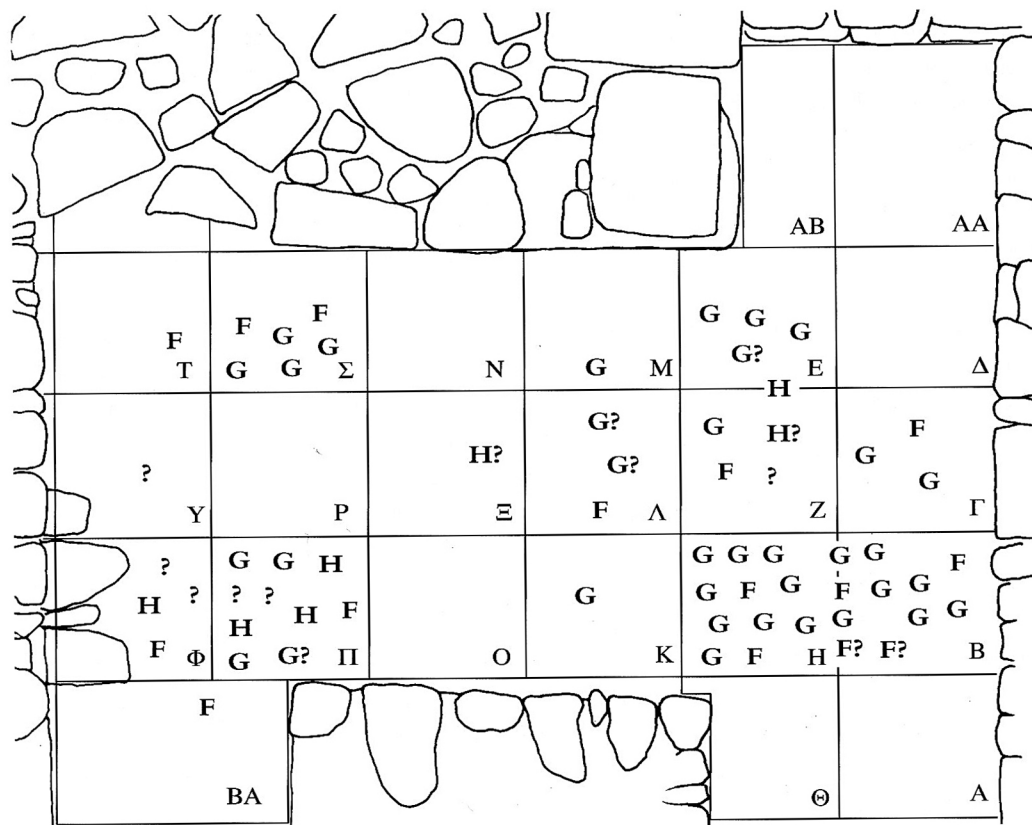 AB AA
G G G
F F G G
F G? 
G G T Σ N G M E Δ
H
G G? H? F
H? G
G? F ? G
? F
Υ P Ξ Λ Z Γ
G G H G G G G G F
?
H ? ? ? H F G F G F G G
G G G G G G
H
F G G? F? F?
Φ Π O G K G F H B
F
BA Θ A